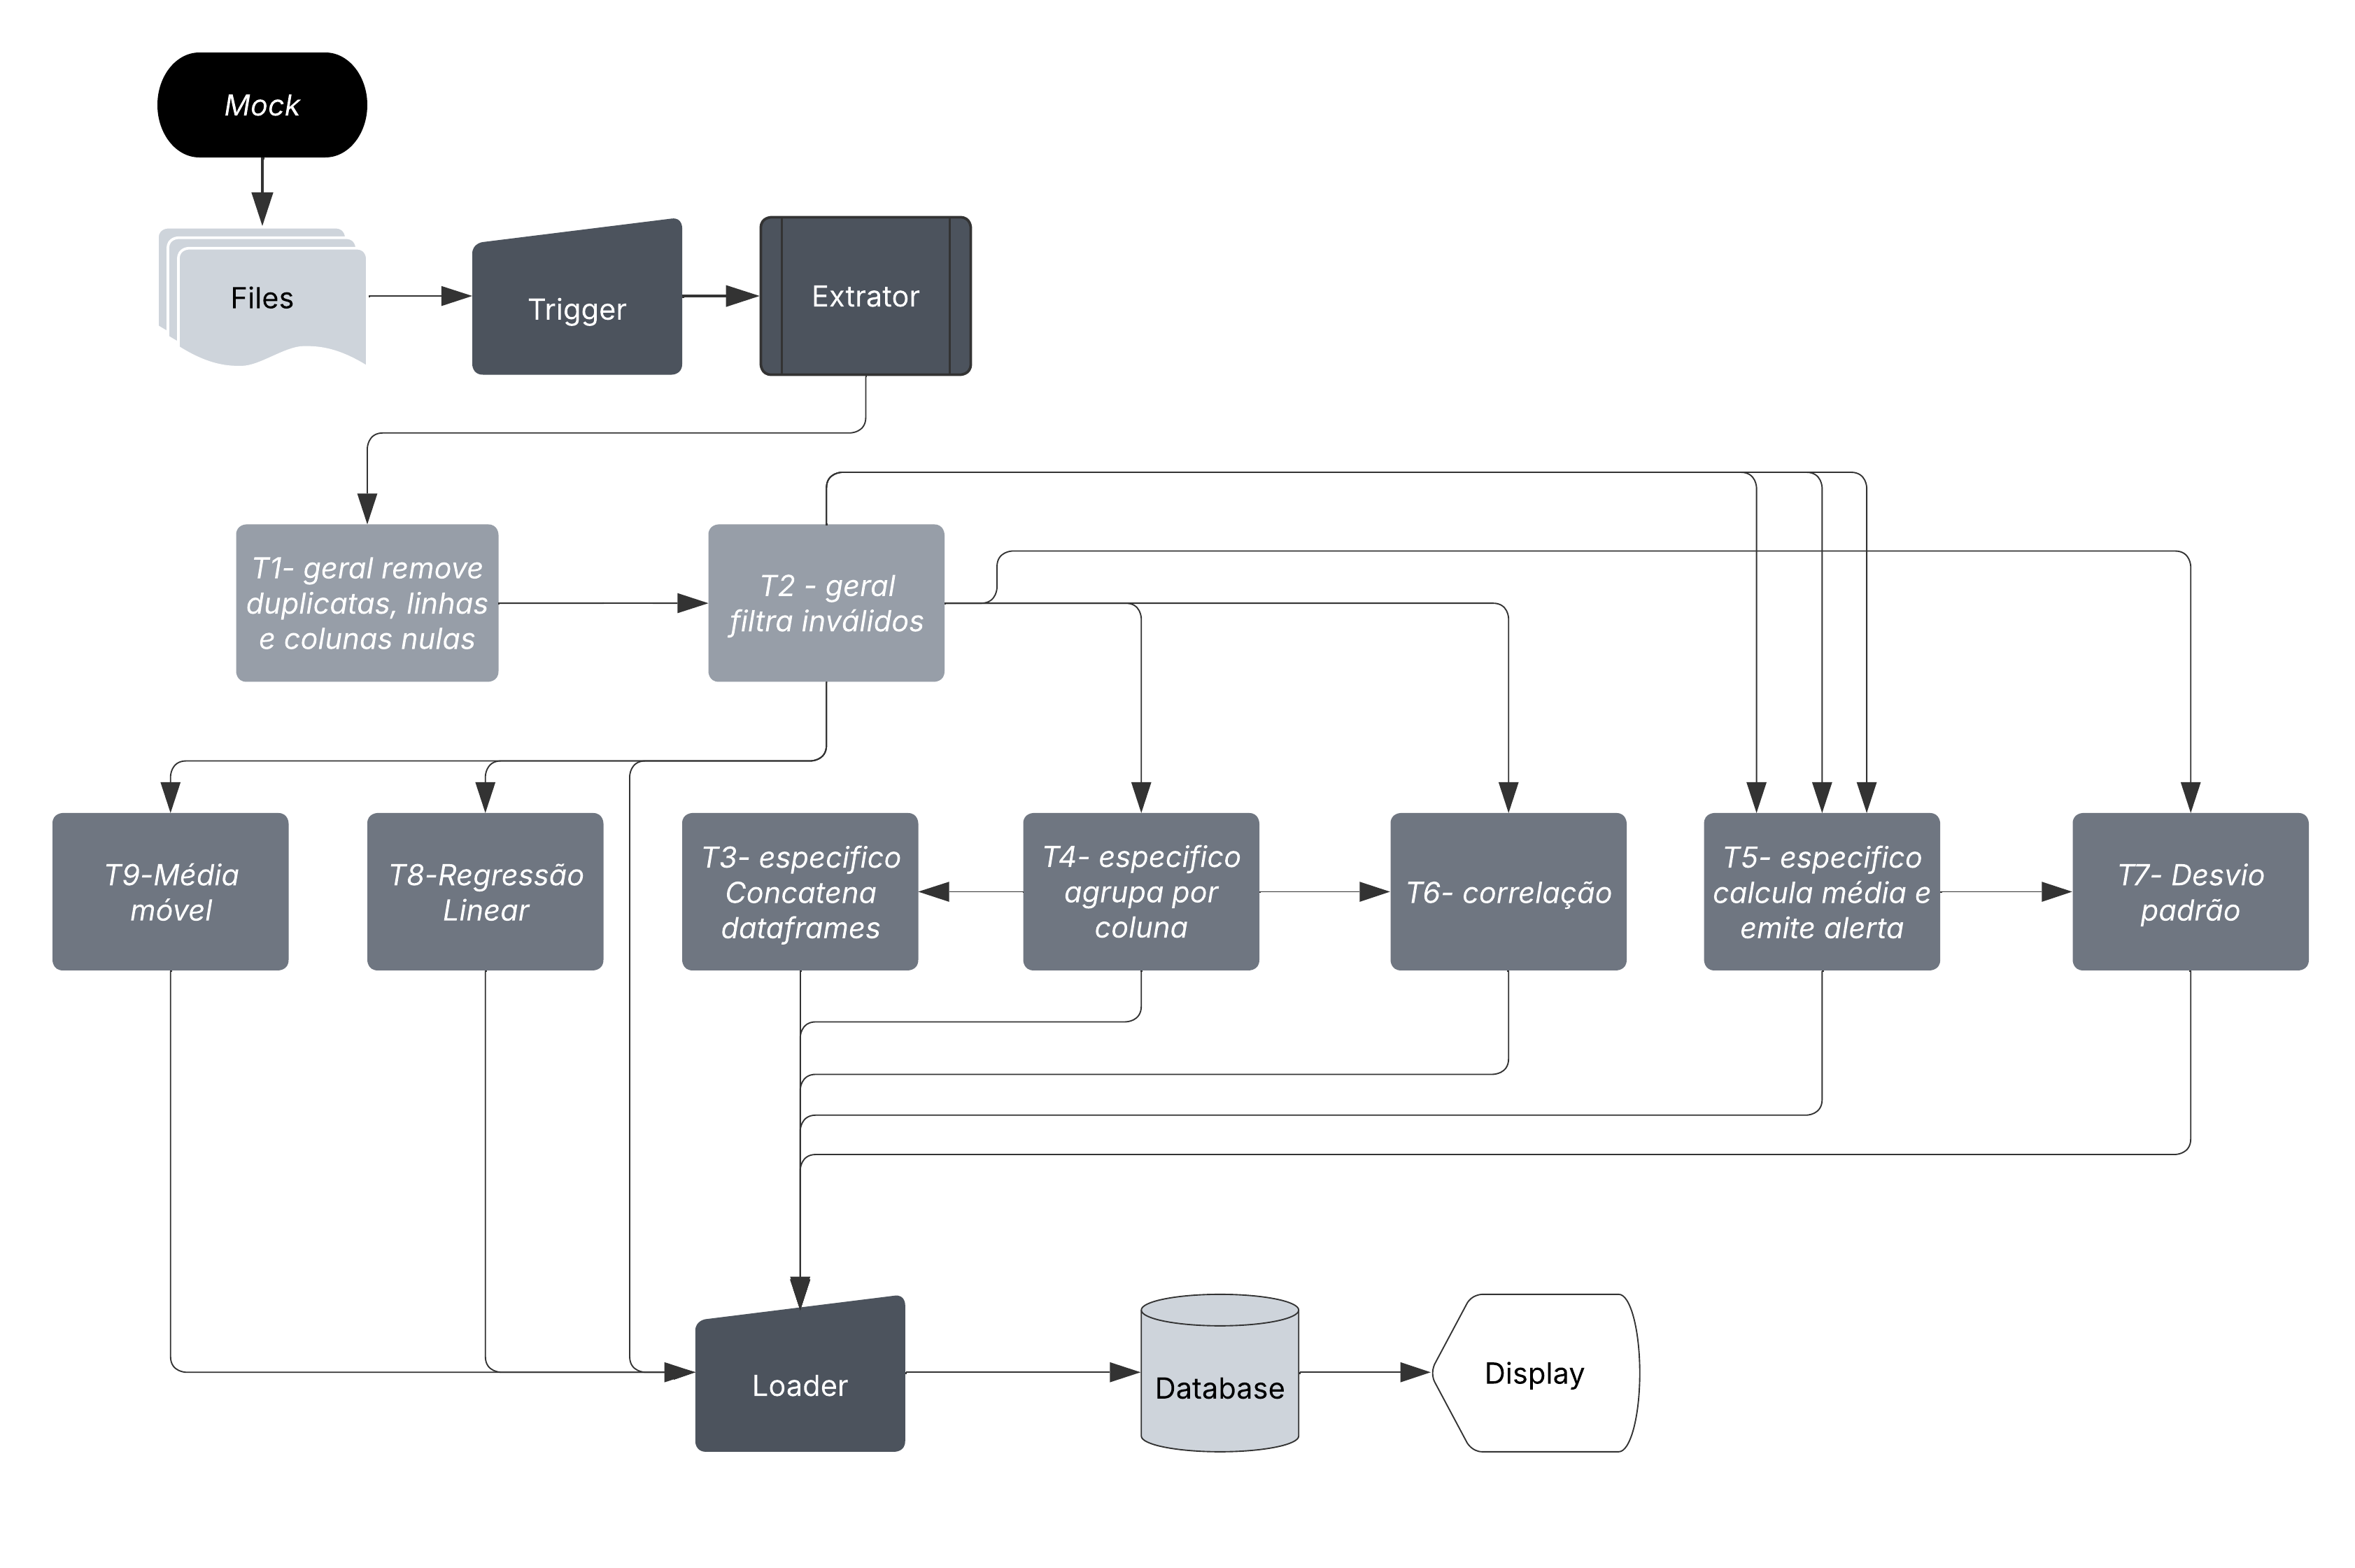 Mock
Files
Trigger
Extrator
T1- geral remove
duplicatas, linhas
e colunas nulas
T2 - geral
filtra inválidos
T9-Média
móvel
T8-Regressão
Linear
T3- especifico
Concatena
dataframes
T4- especifico
agrupa por
coluna
T6- correlação
T5- especifico
calcula média e
emite alerta
T7- Desvio
padrão
Loader
Database
Display